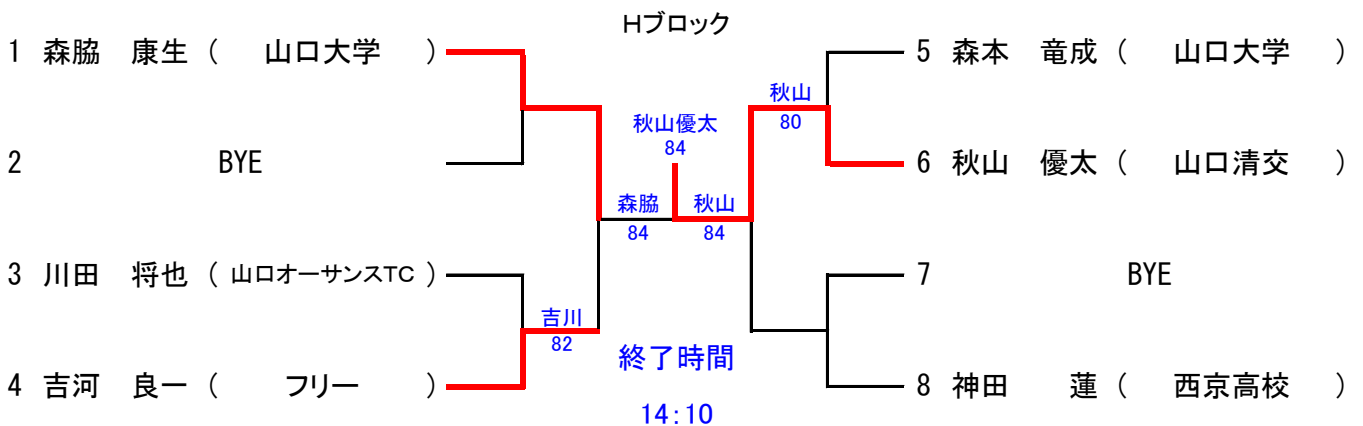 Hブロック
1 森脇 康生 ( 山口大学 )
2 BYE
3 川田 将也 ( 山口オーサンスTC )
4 吉河 良一 ( フリー )
吉川
82
森脇
84
秋山優太
84
秋山
84
秋山
80
終了時間
14:10
5 森本 竜成 ( 山口大学 )
6 秋山 優太 ( 山口清交 )
7 BYE
8 神田 蓮 ( 西京高校 )